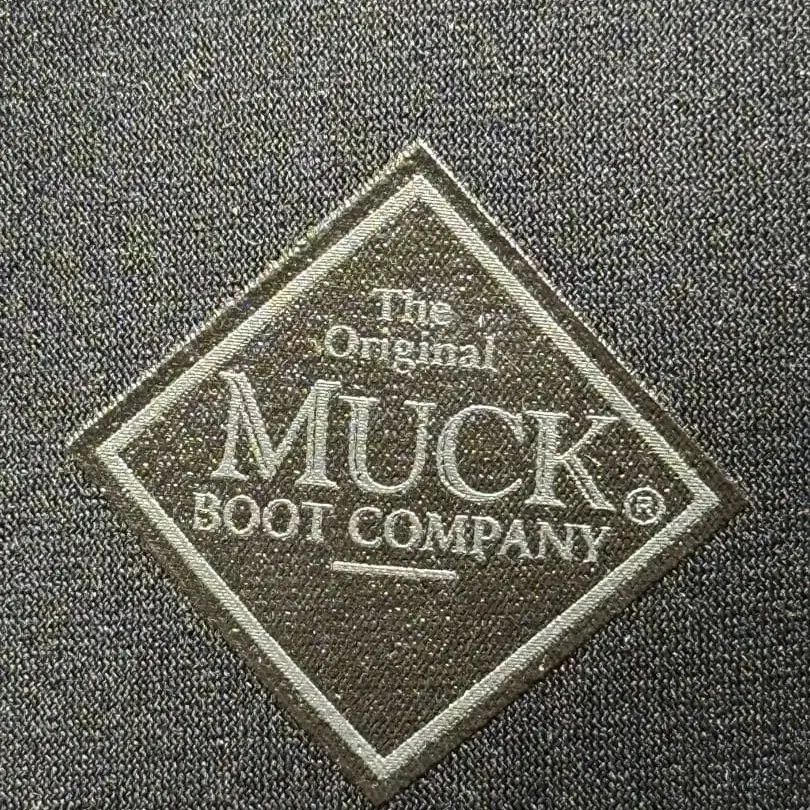 The
Original
MUCK
BOOT COMPANY®